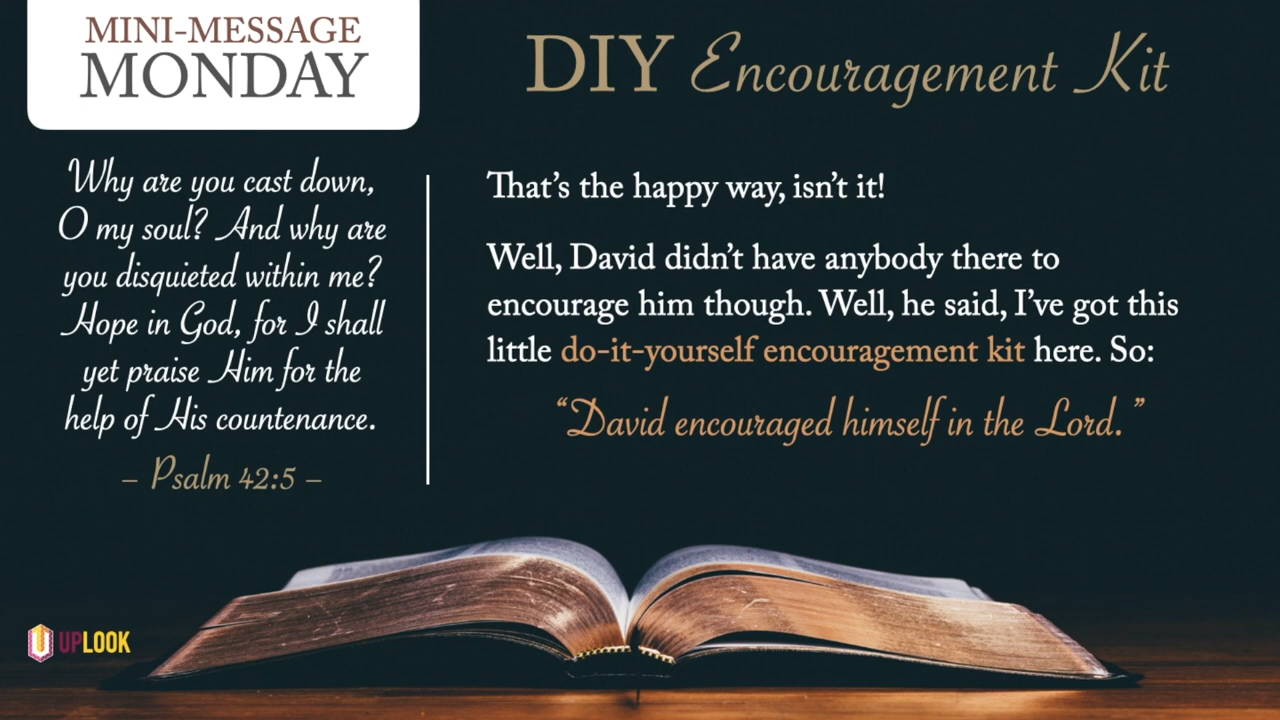 MINI-MESSAGE
MONDAY
DIY Encouragement Kit
Why are you cast down,
O my soul? And why are
you disquieted within me?
Hope in God, for I shall
yet praise Him for the
help of His countenance.
– Psalm 42:5 –
That’s the happy way, isn’t it!
Well, David didn’t have anybody there to
encourage him though. Well, he said, I’ve got this
little do-it-yourself encouragement kit here. So:
“David encouraged himself in the Lord.”
UPLOOK